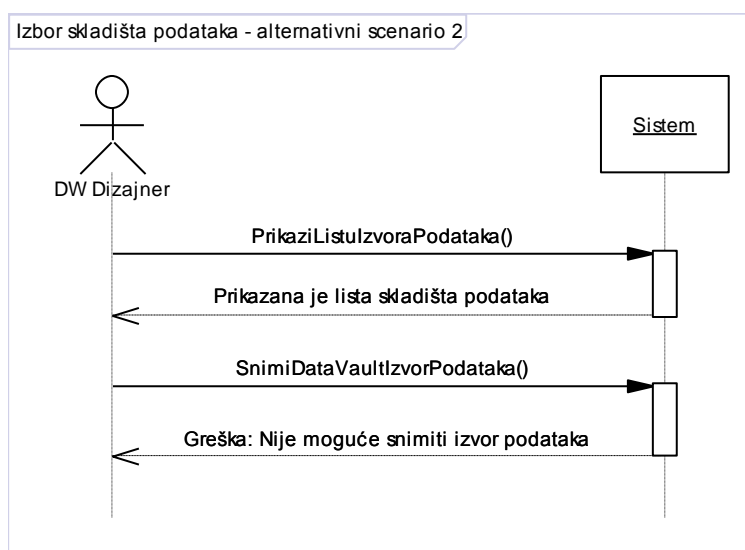 Izbor skladišta podataka - alternativni scenario 2
Sistem
DW Dizajner
PrikaziListuIzvoraPodataka()
Prikazana je lista skladišta podataka
SnimiDataVaultIzvorPodataka()
Greška: Nije moguće snimiti izvor podataka